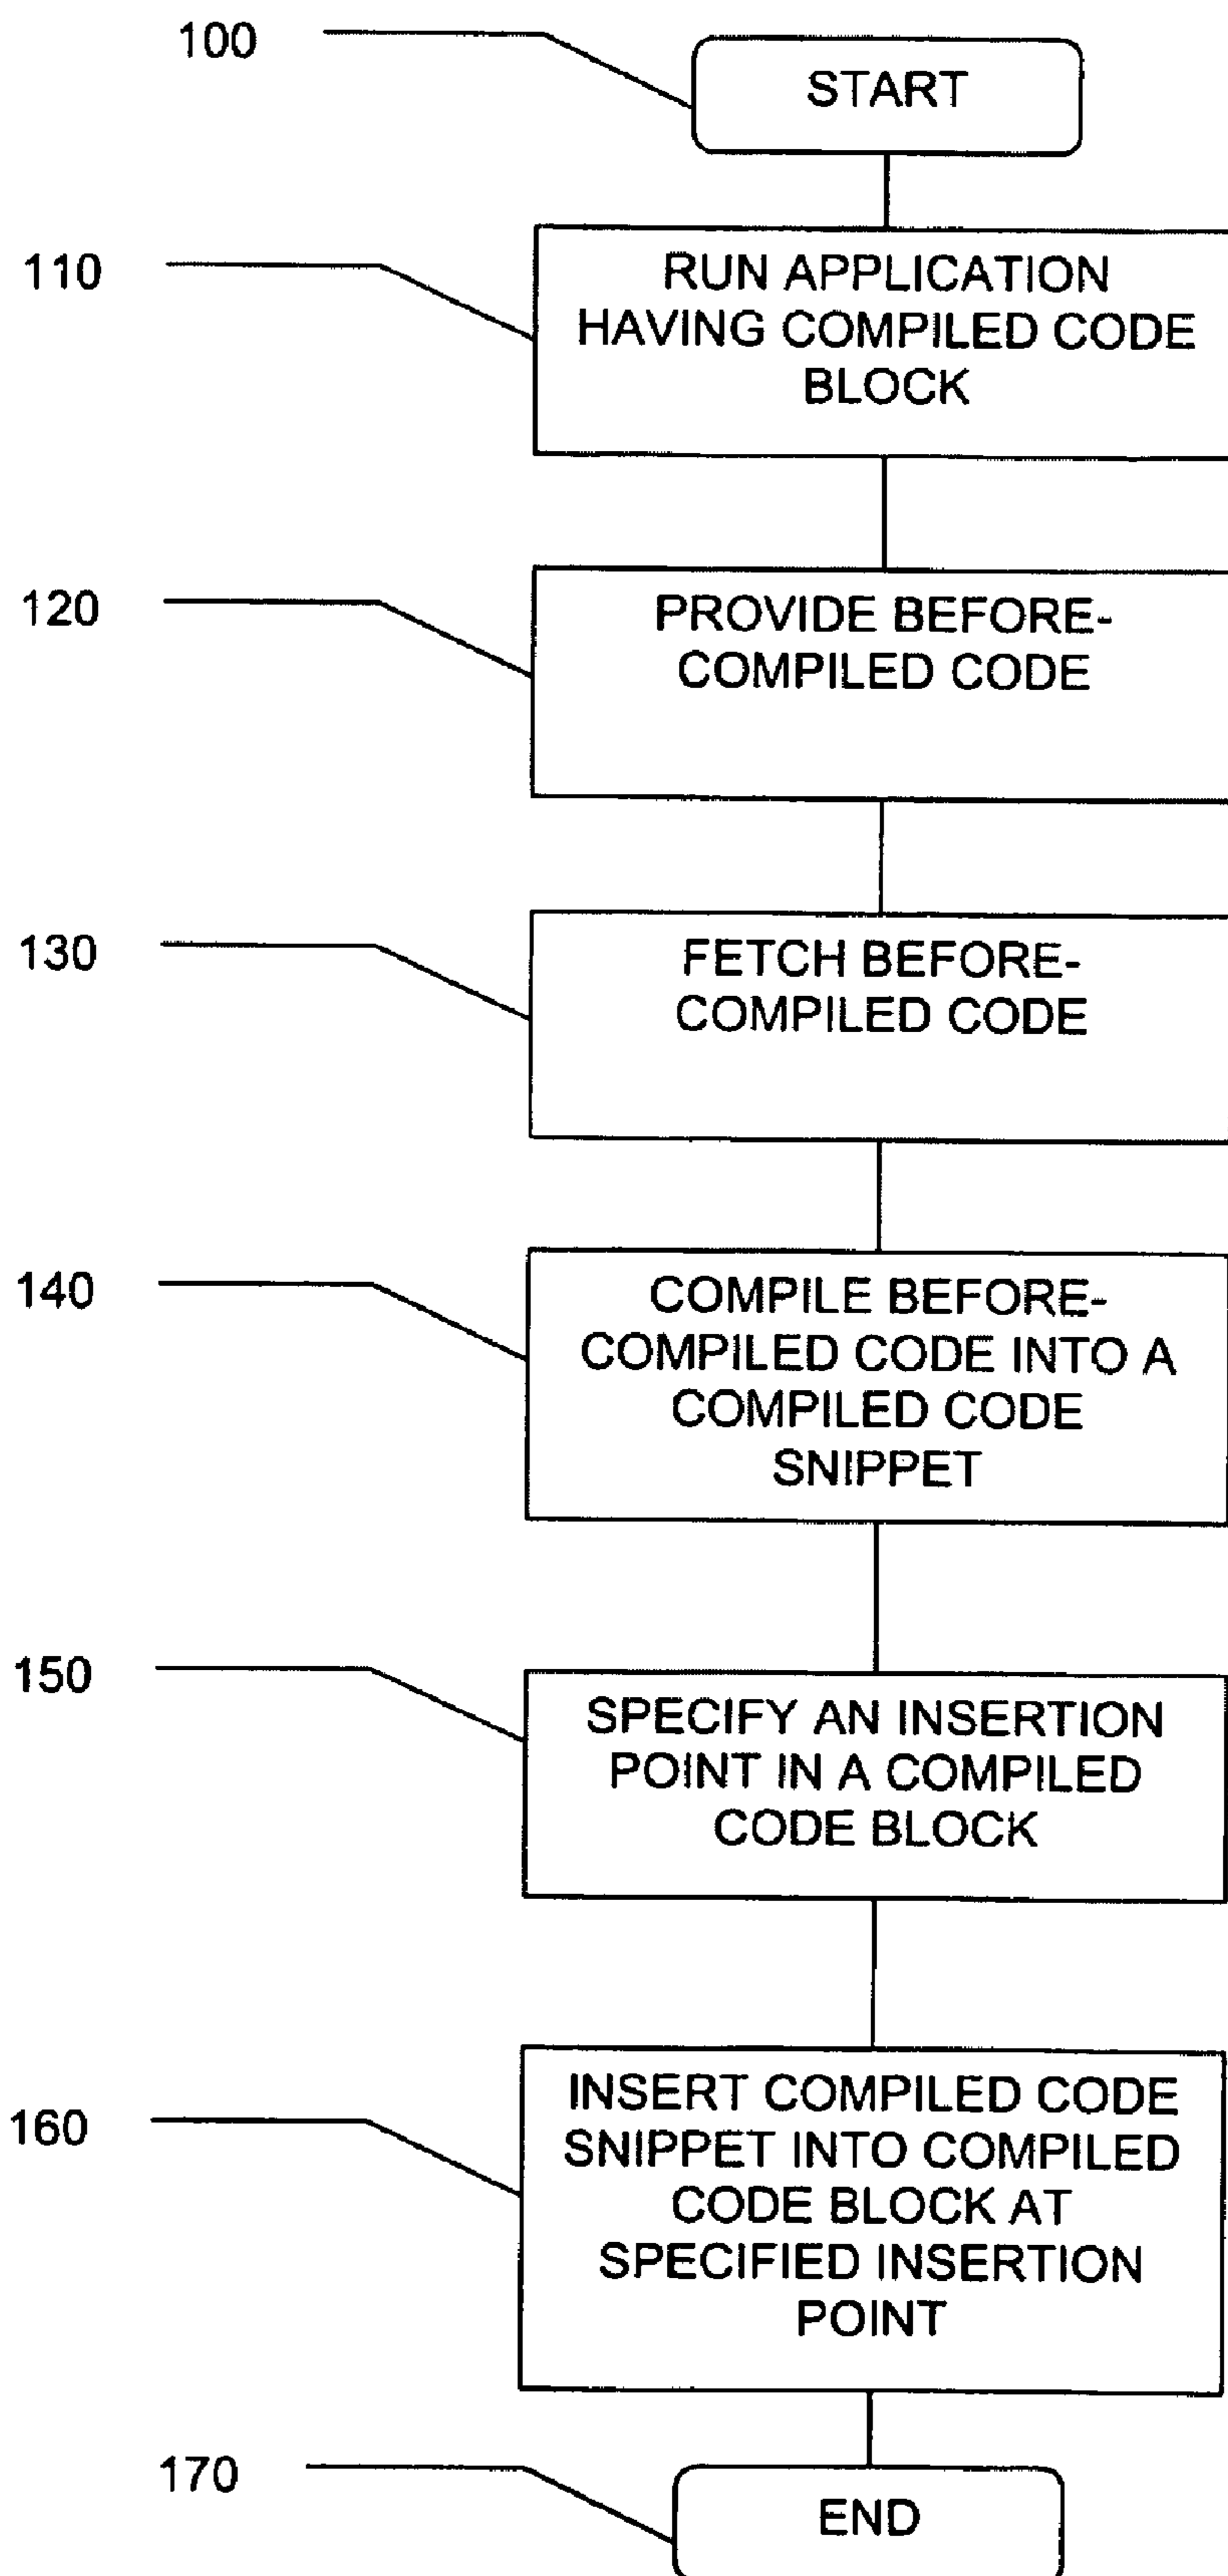 100
START
110
RUN APPLICATION
HAVING COMPILED CODE
BLOCK
120
PROVIDE BEFORE-
COMPILED CODE
130
FETCH BEFORE-
COMPILED CODE
140
COMPILE BEFORE-
COMPILED CODE INTO A
COMPILED CODE
SNIPPET
150
SPECIFY AN INSERTION
POINT IN A COMPILED
CODE BLOCK
160
INSERT COMPILED CODE
SNIPPET INTO COMPILED
CODE BLOCK AT
SPECIFIED INSERTION
POINT
170
END